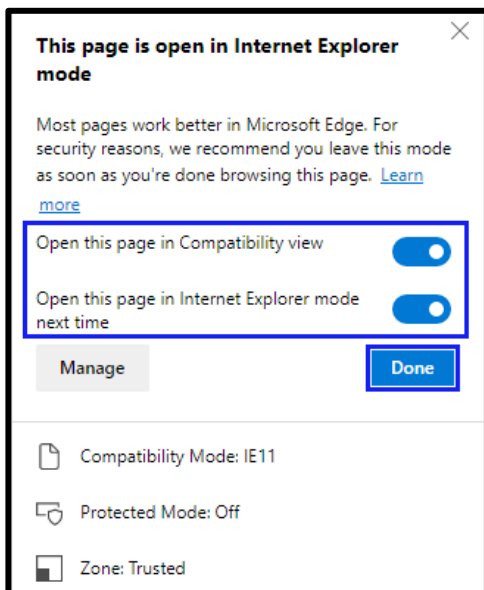 This page is open in Internet Explorer
mode
Most pages work better in Microsoft Edge. For
security reasons, we recommend you leave this mode
as soon as you're done browsing this page. Learn
more
Open this page in Compatibility view
Open this page in Internet Explorer mode
next time
Manage
Done
Compatibility Mode: IE11
Protected Mode: Off
Zone: Trusted